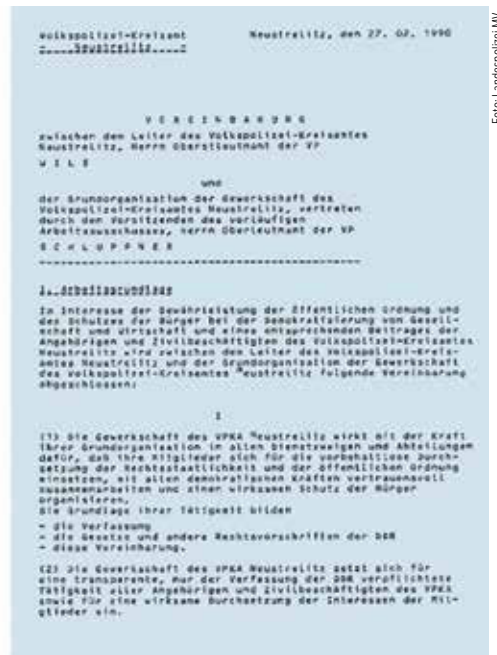 Volkspolizei-Kreisamt Neustrelitz, den 27. 02. 1990
- Neustrelitz -
V E R E I N B A R U N G
zwischen dem Leiter des Volkspolizei-Kreisamtes
Neustrelitz, Herrn Oberstleutnant der VP
und
der Grundorganisation der Gewerkschaft des
Volkspolizei-Kreisamtes Neustrelitz, vertreten
durch den Vorsitzenden des vorläufigen
Arbeitsausschusses, Herrn Oberleutnant der VP
S C H L U P P N E R
1. Arbeitsgrundlage
Im Interesse der Gewährleistung der öffentlichen Ordnung und
des Schutzes der Bürger bei der Demokratisierung von Gesell-
schaft und Wirtschaft und eines entsprechenden Beitrages der
Angehörigen und Zivilbeschäftigten des Volkspolizei-Kreisamtes
Neustrelitz wird zwischen dem Leiter des Volkspolizei-Kreis-
amtes Neustrelitz und der Grundorganisation der Gewerkschaft
des Volkspolizei-Kreisamtes Neustrelitz folgende Vereinbarung
abgeschlossen:
I
(1) Die Gewerkschaft des VPKA Neustrelitz wirkt mit der Kraft
ihrer Grundorganisation in allen Dienstzweigen und Abteilungen
dafür, daß ihre Mitglieder sich für die vorbehaltlose Durch-
setzung der Rechtsstaatlichkeit und der öffentlichen Ordnung
einsetzen, mit allen demokratischen Kräften vertrauensvoll
zusammenarbeiten und einen wirksamen Schutz der Bürger
organisieren.
Die Grundlage ihrer Tätigkeit bilden
- die Verfassung
- die Gesetze und andere Rechtsvorschriften der DDR
- diese Vereinbarung.
(2) Die Gewerkschaft des VPKA Neustrelitz setzt sich für
eine transparente, nur der Verfassung der DDR verpflichtete
Tätigkeit aller Angehörigen und Zivilbeschäftigten des VPKA
sowie für eine wirksame Durchsetzung der Interessen der Mit-
glieder ein.
Foto: Landespolizei MV